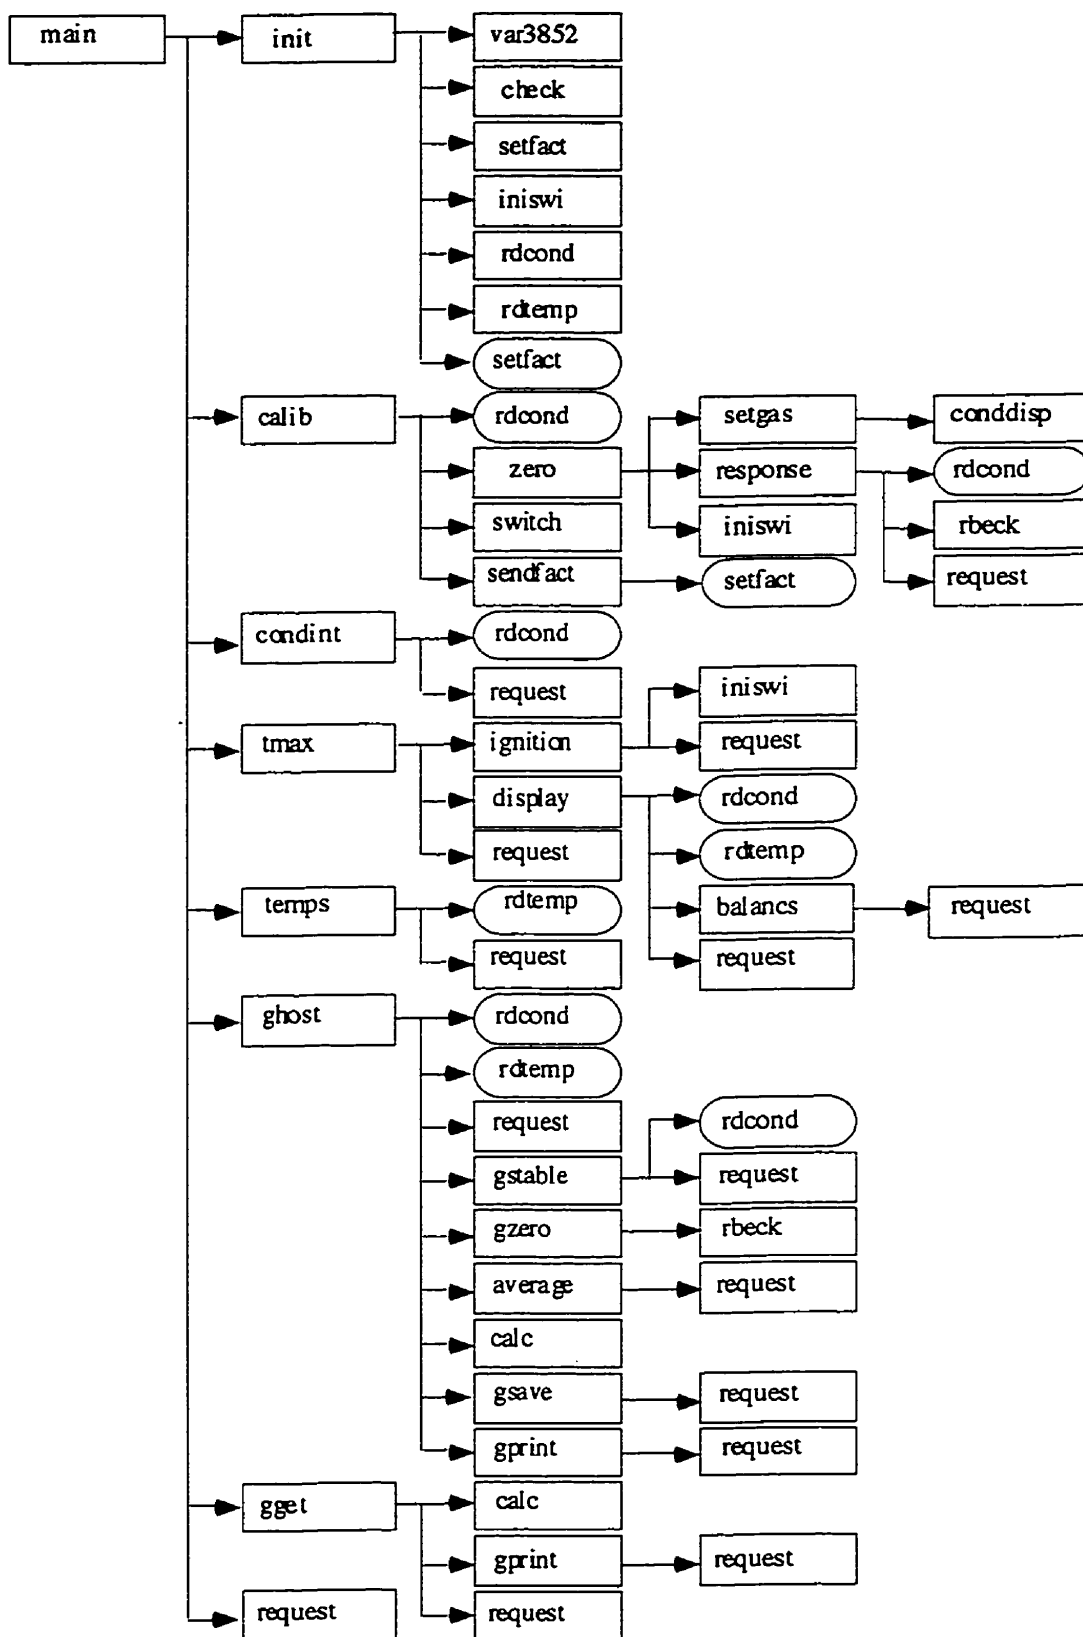 main
init
var3852
check
setfact
iniswi
rdcond
rdtemp
setfact
calib
rdcond
setgas
conddisp
zero
response
rdcond
switch
iniswi
rbeck
sendfact
setfact
request
condint
rdcond
request
iniswi
tmax
ignition
request
display
rdcond
request
rdtemp
temps
rdtemp
balancs
request
request
request
ghost
rdcond
rdtemp
request
rdcond
gstable
request
gzero
rbeck
average
request
calc
gsave
request
gprint
request
gget
calc
gprint
request
request
request